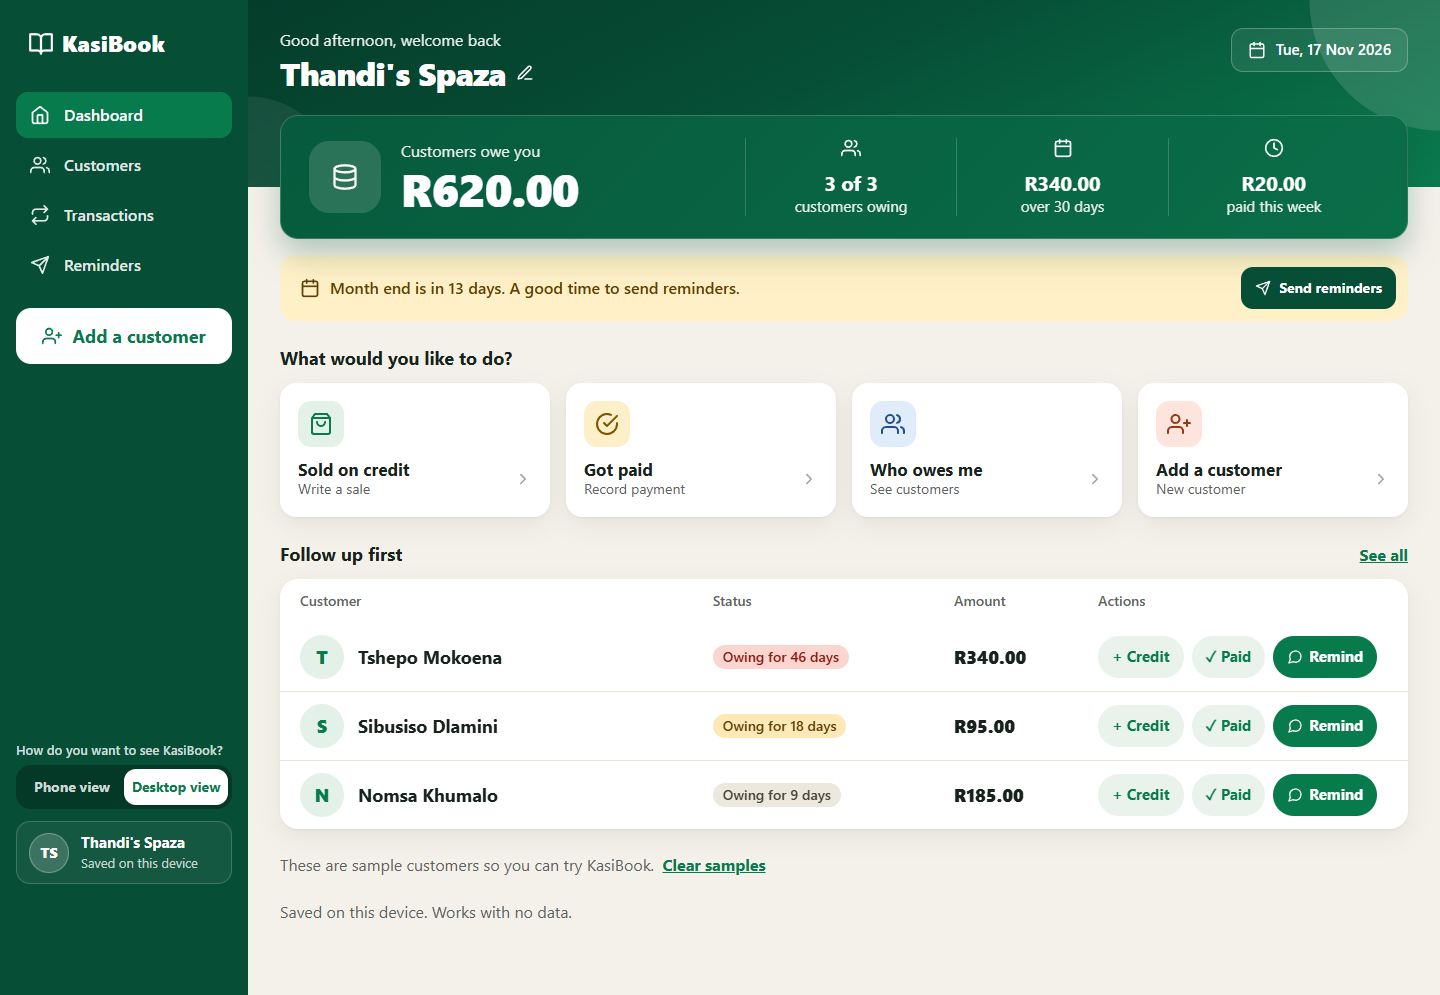 KasiBook
Dashboard
Customers
Transactions
Reminders
Add a customer
How do you want to see KasiBook?
Phone view
Desktop view
TS
Thandi's Spaza
Saved on this device
Good afternoon, welcome back
Thandi's Spaza
Tue, 17 Nov 2026
Customers owe you
R620.00
3 of 3
customers owing
R340.00
over 30 days
R20.00
paid this week
Month end is in 13 days. A good time to send reminders.
Send reminders
What would you like to do?
Sold on credit
Write a sale
Got paid
Record payment
Who owes me
See customers
Add a customer
New customer
Follow up first
See all
Customer Status Amount Actions
T Tshepo Mokoena Owing for 46 days R340.00 + Credit ✓ Paid Remind
S Sibusiso Dlamini Owing for 18 days R95.00 + Credit ✓ Paid Remind
N Nomsa Khumalo Owing for 9 days R185.00 + Credit ✓ Paid Remind
These are sample customers so you can try KasiBook. Clear samples
Saved on this device. Works with no data.